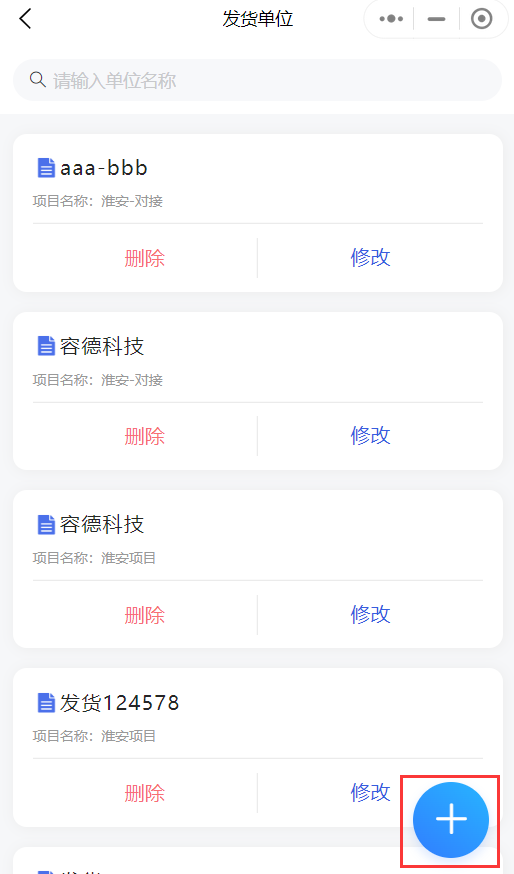 发货单位
请输入单位名称
aaa-bbb
项目名称：淮安-对接
删除 修改
容德科技
项目名称：淮安-对接
删除 修改
容德科技
项目名称：淮安项目
删除 修改
发货124578
项目名称：淮安项目
删除 修改